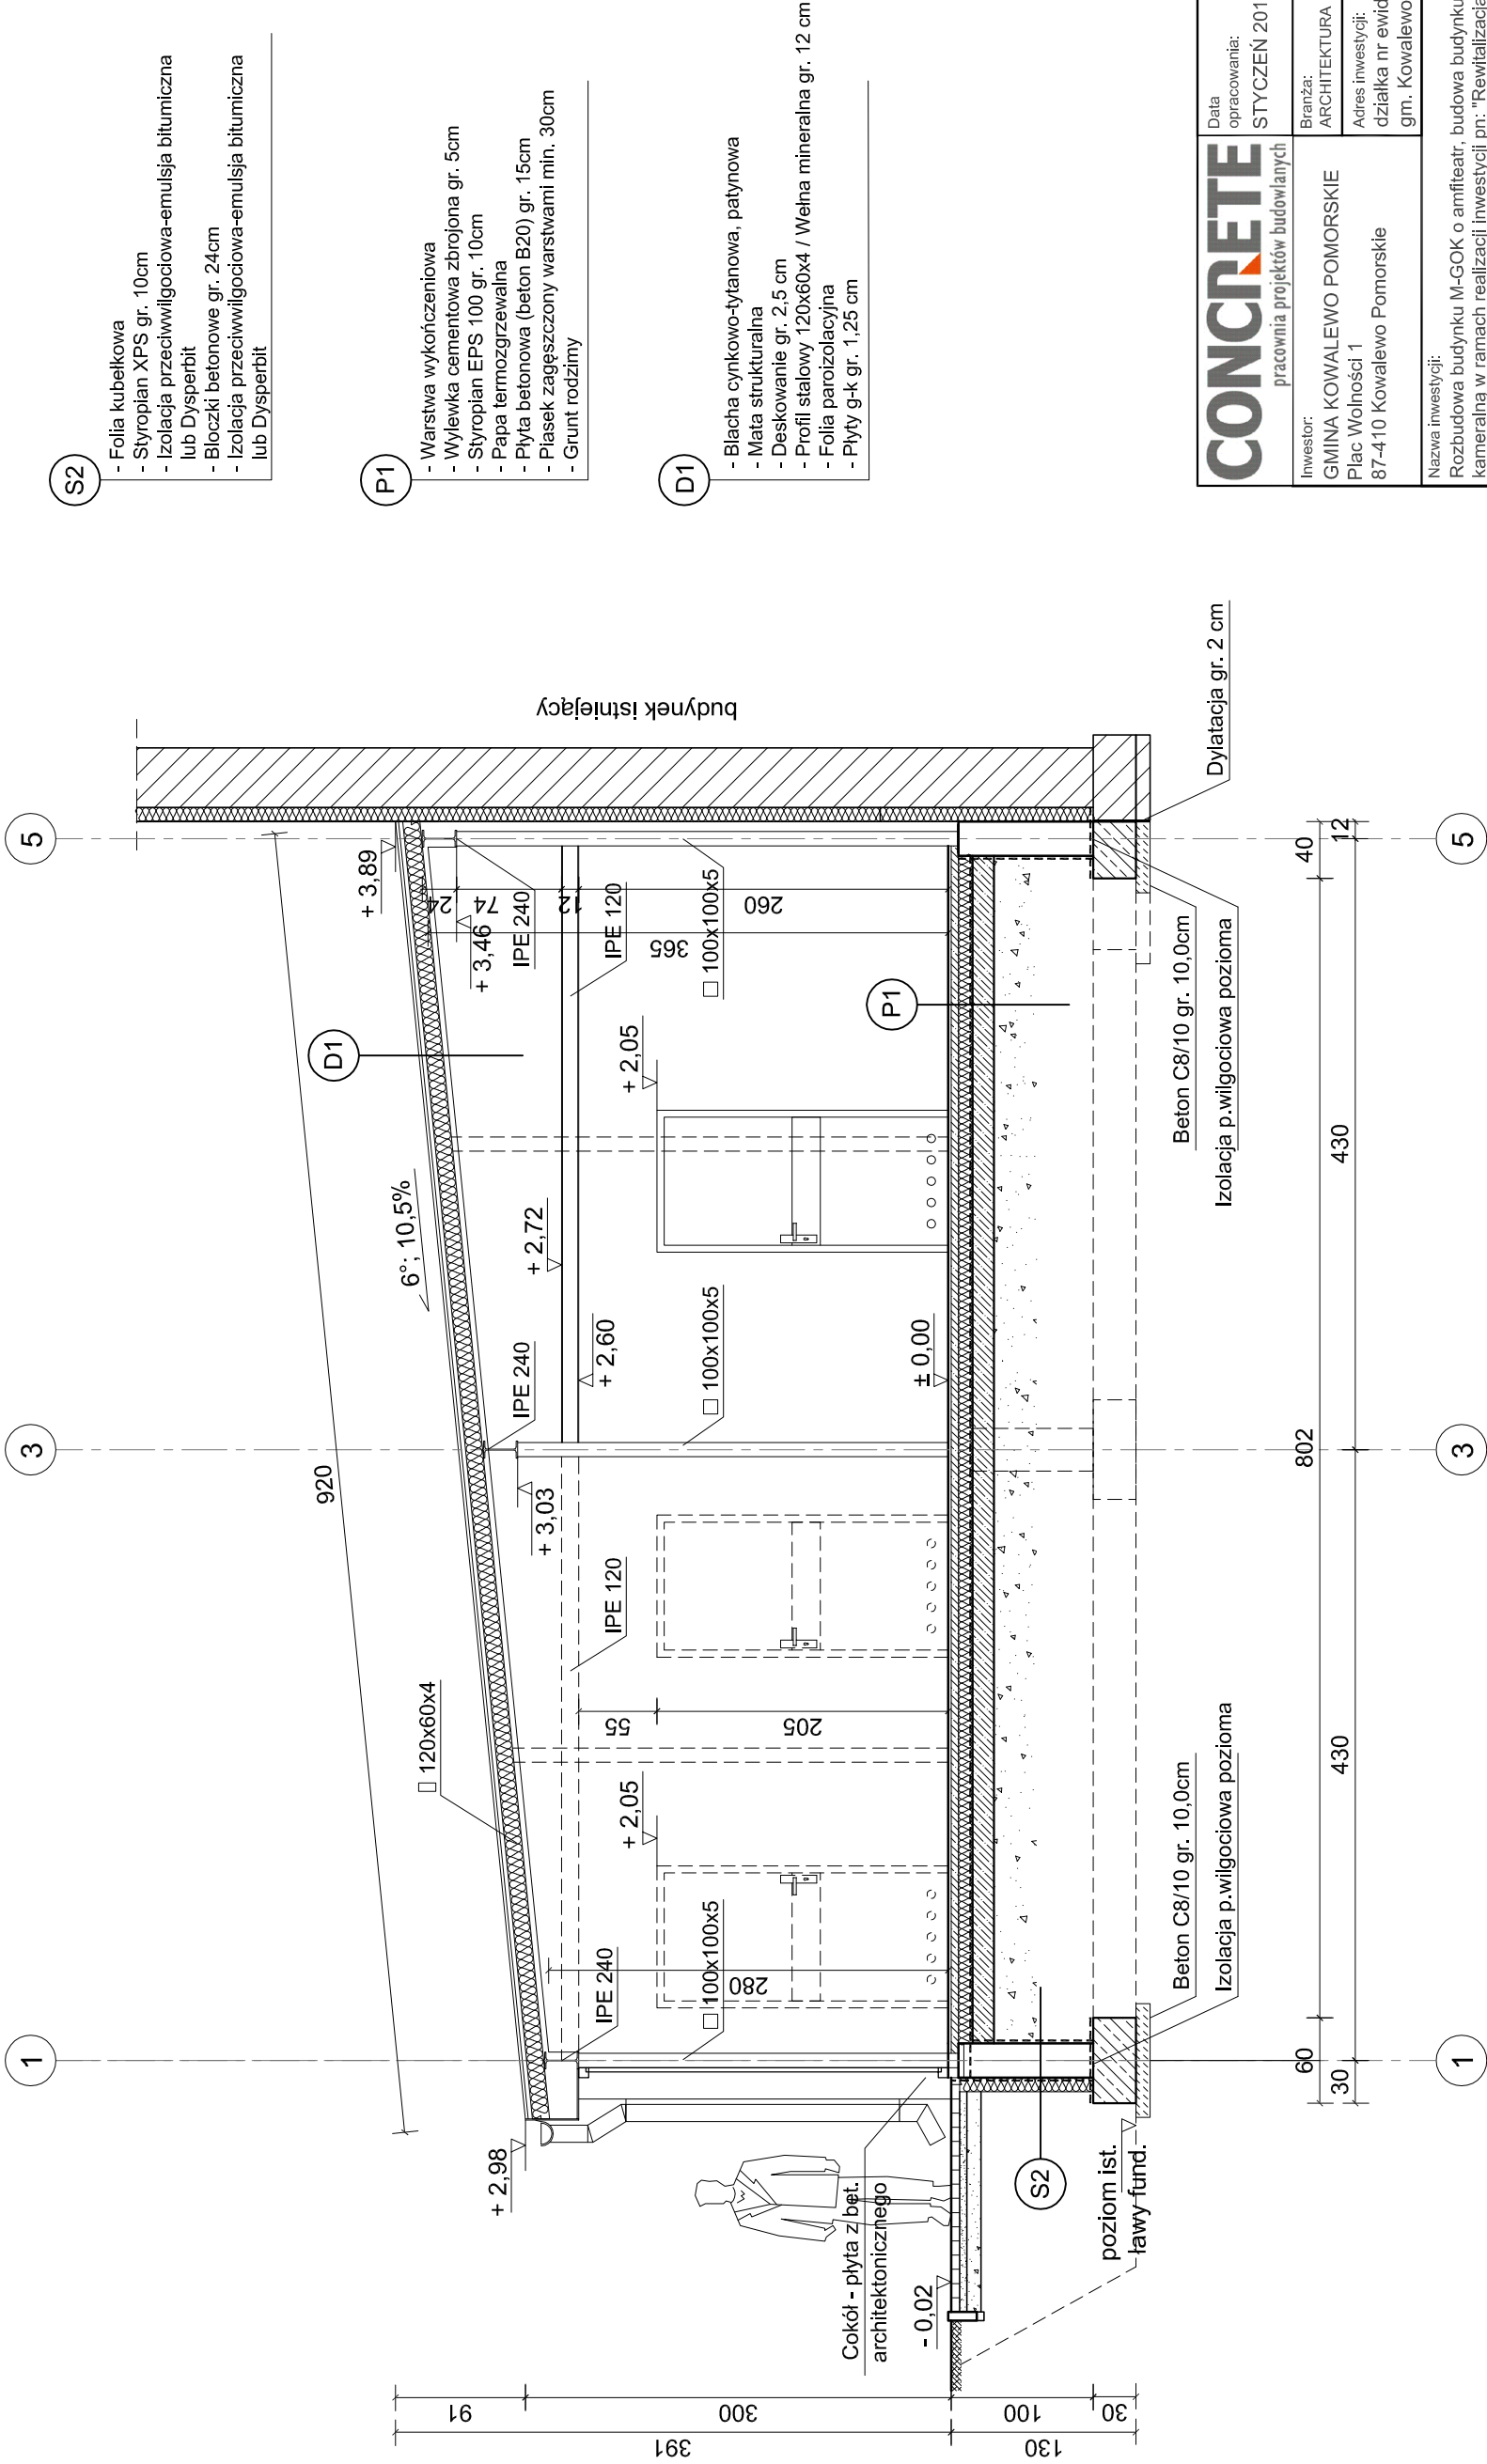 S2
- Folia kubełkowa
- Styropian XPS gr. 10cm
- Izolacja przeciwwilgociowa-emulsja bitumiczna
lub Dysperbit
- Bloczki betonowe gr. 24cm
- Izolacja przeciwwilgociowa-emulsja bitumiczna
lub Dysperbit
P1
- Warstwa wykończeniowa
- Wylewka cementowa zbrojona gr. 5cm
- Styropian EPS 100 gr. 10cm
- Papa termozgrzewalna
- Płyta betonowa (beton B20) gr. 15cm
- Piasek zagęszczony warstwami min. 30cm
- Grunt rodzimy
D1
- Blacha cynkowo-tytanowa, patynowa
- Mata strukturalna
- Deskowanie gr. 2,5 cm
- Profil stalowy 120x60x4 / Wełna mineralna gr. 12 cm
- Folia paroizolacyjna
- Płyty g-k gr. 1,25 cm
CONCRETE
pracownia projektów budowlanych
Data
opracowania:
STYCZEŃ 201
Inwestor:
GMINA KOWALEWO POMORSKIE
Plac Wolności 1
87-410 Kowalewo Pomorskie
Branża:
ARCHITEKTURA
Adres inwestycji:
działka nr ewid
gm. Kowalewo
Nazwa inwestycji:
Rozbudowa budynku M-GOK o amfiteatr, budowa budynku
kameralną w ramach realizacji inwestycji pn: "Rewitalizacja
1
3
5
920
6°; 10,5%
budynek istniejący
□ 120x60x4
D1
+ 3,89
24
+ 3,46
74
IPE 240
12
IPE 120
365
260
□ 100x100x5
+ 2,98
IPE 240
□ 100x100x5
280
+ 2,05
55
205
IPE 120
+ 3,03
IPE 240
+ 2,72
+ 2,60
□ 100x100x5
± 0,00
+ 2,05
P1
Cokół - płyta z bet.
architektonicznego
- 0,02
S2
poziom ist.
ławy fund.
Beton C8/10 gr. 10,0cm
Izolacja p.wilgociowa pozioma
Beton C8/10 gr. 10,0cm
Izolacja p.wilgociowa pozioma
Dylatacja gr. 2 cm
91
300
100
30
391
130
60
802
40
30
430
430
12
1
3
5